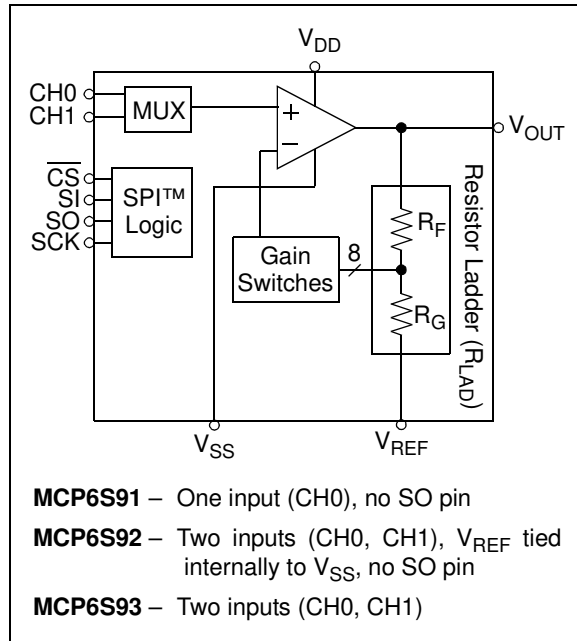 V_DD
CH0
CH1
MUX
+
–
V_OUT
CS
SI
SO
SCK
SPI™
Logic
Gain
Switches
8
R_F
R_G
Resistor Ladder (R_LAD)
V_SS
V_REF
MCP6S91 – One input (CH0), no SO pin
MCP6S92 – Two inputs (CH0, CH1), V_REF tied
internally to V_SS, no SO pin
MCP6S93 – Two inputs (CH0, CH1)